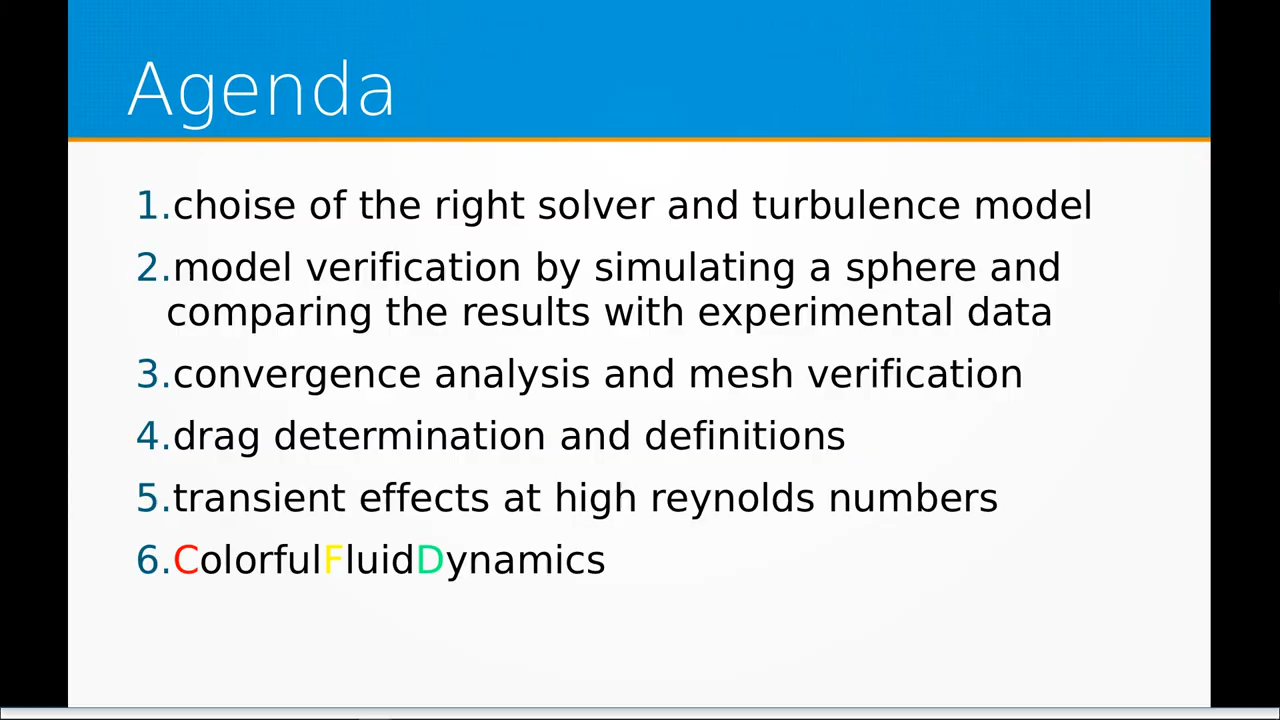 Agenda
1.choise of the right solver and turbulence model
2.model verification by simulating a sphere and
comparing the results with experimental data
3.convergence analysis and mesh verification
4.drag determination and definitions
5.transient effects at high reynolds numbers
6.ColorfulFluidDynamics